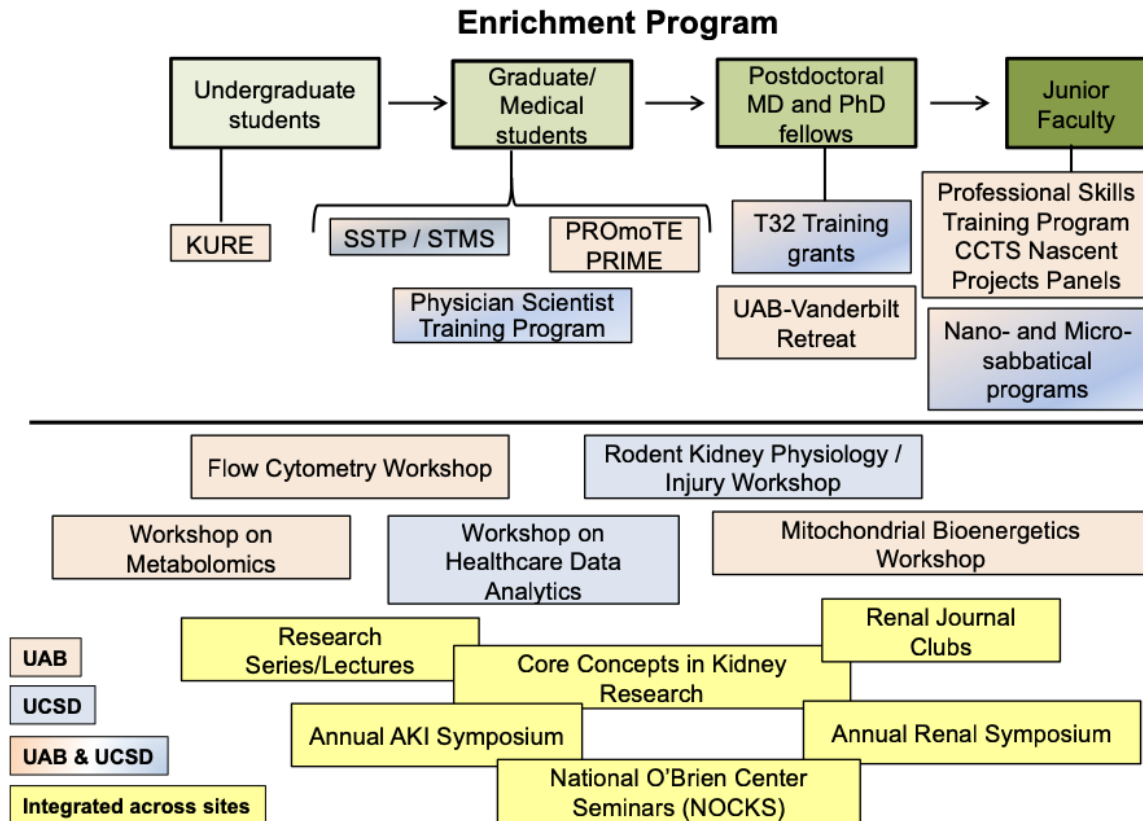 Enrichment Program
Undergraduate
students
Graduate/
Medical
students
Postdoctoral
MD and PhD
fellows
Junior
Faculty
KURE
SSTP / STMS
PROmoTE
PRIME
Physician Scientist
Training Program
T32 Training
grants
UAB-Vanderbilt
Retreat
Professional Skills
Training Program
CCTS Nascent
Projects Panels
Nano- and Micro-
sabbatical
programs
Flow Cytometry Workshop
Rodent Kidney Physiology /
Injury Workshop
Workshop on
Metabolomics
Workshop on
Healthcare Data
Analytics
Mitochondrial Bioenergetics
Workshop
Research
Series/Lectures
Core Concepts in Kidney
Research
Renal Journal
Clubs
Annual AKI Symposium
Annual Renal Symposium
National O’Brien Center
Seminars (NOCKS)
UAB
UCSD
UAB & UCSD
Integrated across sites